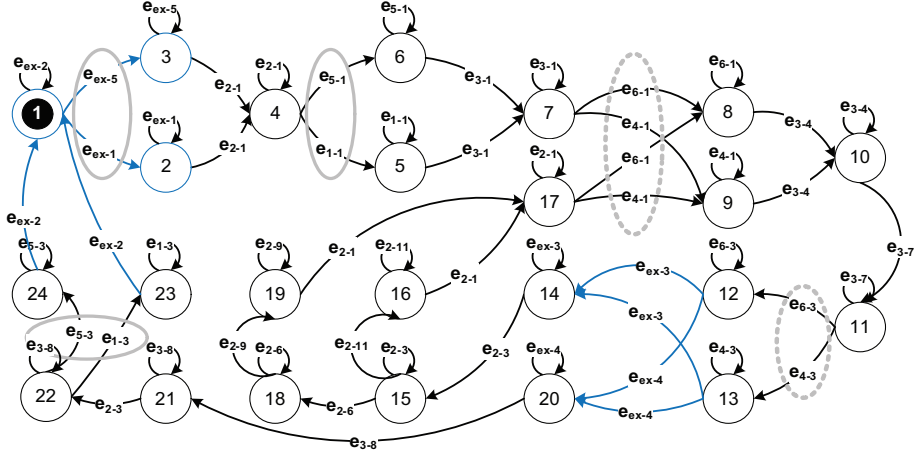 e_ex-5
e_5-1
e_ex-2
3
6
e_6-1
e_ex-5
e_2-1
e_2-1
e_5-1
e_3-1
e_3-1
e_6-1
8
e_3-4
e_3-4
1
4
7
e_4-1
10
e_ex-1
e_ex-1
2
e_2-1
e_1-1
e_1-1
5
e_3-1
e_2-1
e_6-1
e_4-1
e_4-1
9
e_3-4
17
e_ex-2
e_ex-2
e_5-3
e_1-3
e_2-9
e_2-1
e_2-11
e_2-1
e_ex-3
e_ex-3
e_6-3
e_3-7
e_3-7
24
23
19
16
14
e_ex-3
12
e_6-3
11
e_5-3
e_1-3
e_3-8
e_3-8
e_2-9
e_2-6
e_2-11
e_2-3
e_2-3
e_ex-4
e_ex-4
e_4-3
e_4-3
22
e_2-3
21
18
e_2-6
15
20
e_ex-4
13
e_3-8